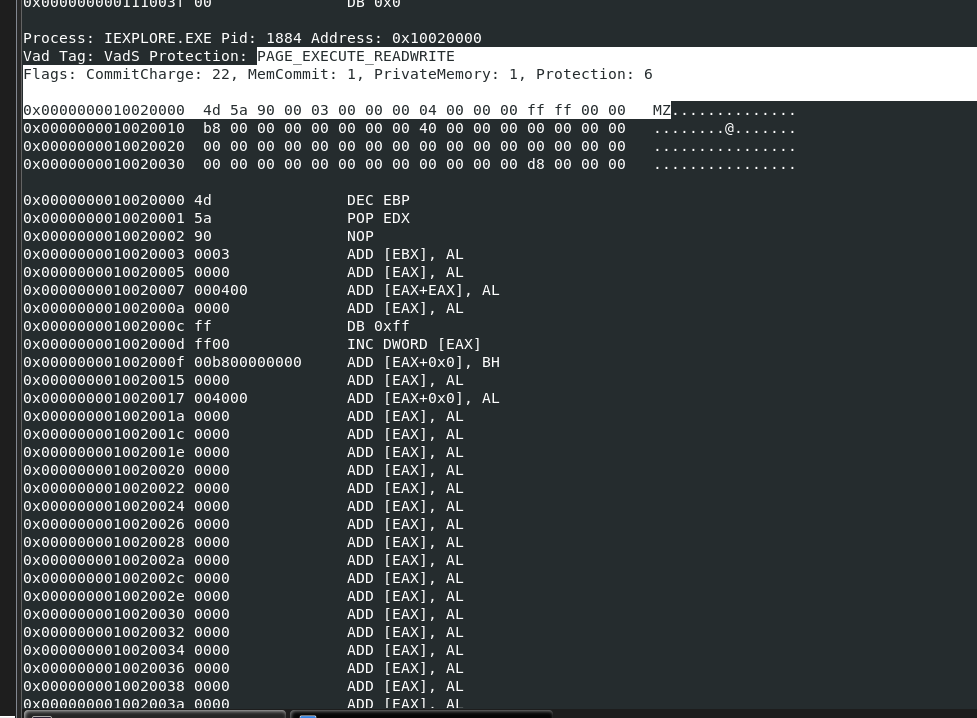 0x000000000111003f 00               DB 0x0
Process: IEXPLORE.EXE Pid: 1884 Address: 0x10020000
Vad Tag: VadS Protection: PAGE_EXECUTE_READWRITE
Flags: CommitCharge: 22, MemCommit: 1, PrivateMemory: 1, Protection: 6
0x0000000010020000  4d 5a 90 00 03 00 00 00 04 00 00 00 ff ff 00 00   MZ..............
0x0000000010020010  b8 00 00 00 00 00 00 00 40 00 00 00 00 00 00 00   ........@.......
0x0000000010020020  00 00 00 00 00 00 00 00 00 00 00 00 00 00 00 00   ................
0x0000000010020030  00 00 00 00 00 00 00 00 00 00 00 00 d8 00 00 00   ................
0x0000000010020000 4d               DEC EBP
0x0000000010020001 5a               POP EDX
0x0000000010020002 90               NOP
0x0000000010020003 0003             ADD [EBX], AL
0x0000000010020005 0000             ADD [EAX], AL
0x0000000010020007 000400           ADD [EAX+EAX], AL
0x000000001002000a 0000             ADD [EAX], AL
0x000000001002000c ff               DB 0xff
0x000000001002000d ff00             INC DWORD [EAX]
0x000000001002000f 00b800000000     ADD [EAX+0x0], BH
0x0000000010020015 0000             ADD [EAX], AL
0x0000000010020017 004000           ADD [EAX+0x0], AL
0x000000001002001a 0000             ADD [EAX], AL
0x000000001002001c 0000             ADD [EAX], AL
0x000000001002001e 0000             ADD [EAX], AL
0x0000000010020020 0000             ADD [EAX], AL
0x0000000010020022 0000             ADD [EAX], AL
0x0000000010020024 0000             ADD [EAX], AL
0x0000000010020026 0000             ADD [EAX], AL
0x0000000010020028 0000             ADD [EAX], AL
0x000000001002002a 0000             ADD [EAX], AL
0x000000001002002c 0000             ADD [EAX], AL
0x000000001002002e 0000             ADD [EAX], AL
0x0000000010020030 0000             ADD [EAX], AL
0x0000000010020032 0000             ADD [EAX], AL
0x0000000010020034 0000             ADD [EAX], AL
0x0000000010020036 0000             ADD [EAX], AL
0x0000000010020038 0000             ADD [EAX], AL
0x000000001002003a 0000             ADD [EAX], AL